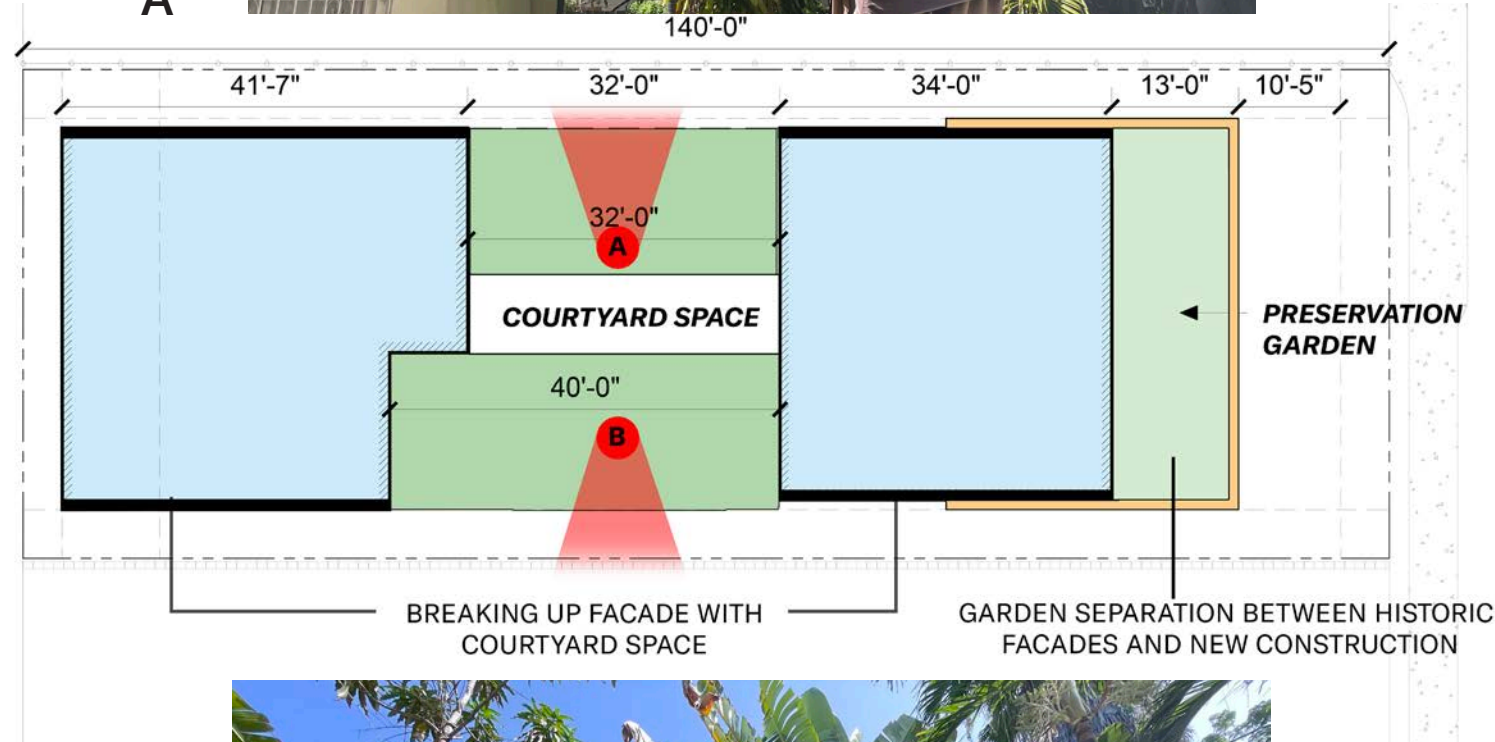 A
140'-0"
41'-7"
32'-0"
34'-0"
13'-0"
10'-5"
32'-0"
A
COURTYARD SPACE
PRESERVATION
GARDEN
40'-0"
B
BREAKING UP FACADE WITH
COURTYARD SPACE
GARDEN SEPARATION BETWEEN HISTORIC
FACADES AND NEW CONSTRUCTION